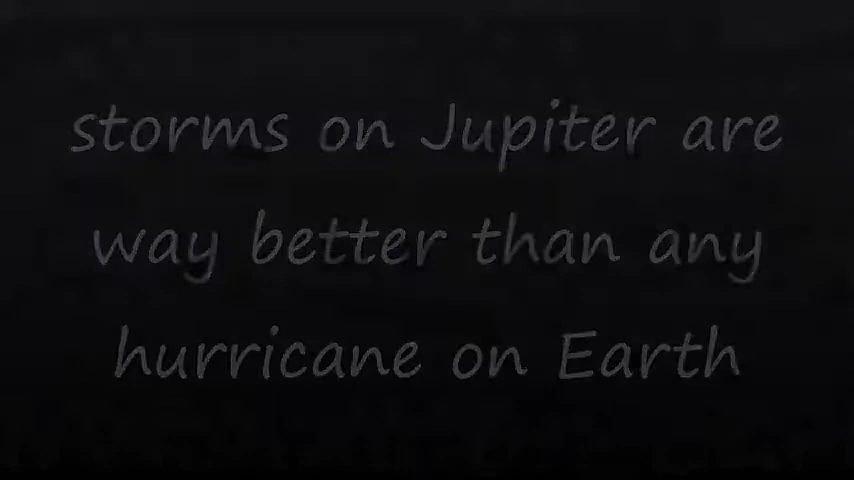 storms on Jupiter are
way better than any
hurricane on Earth